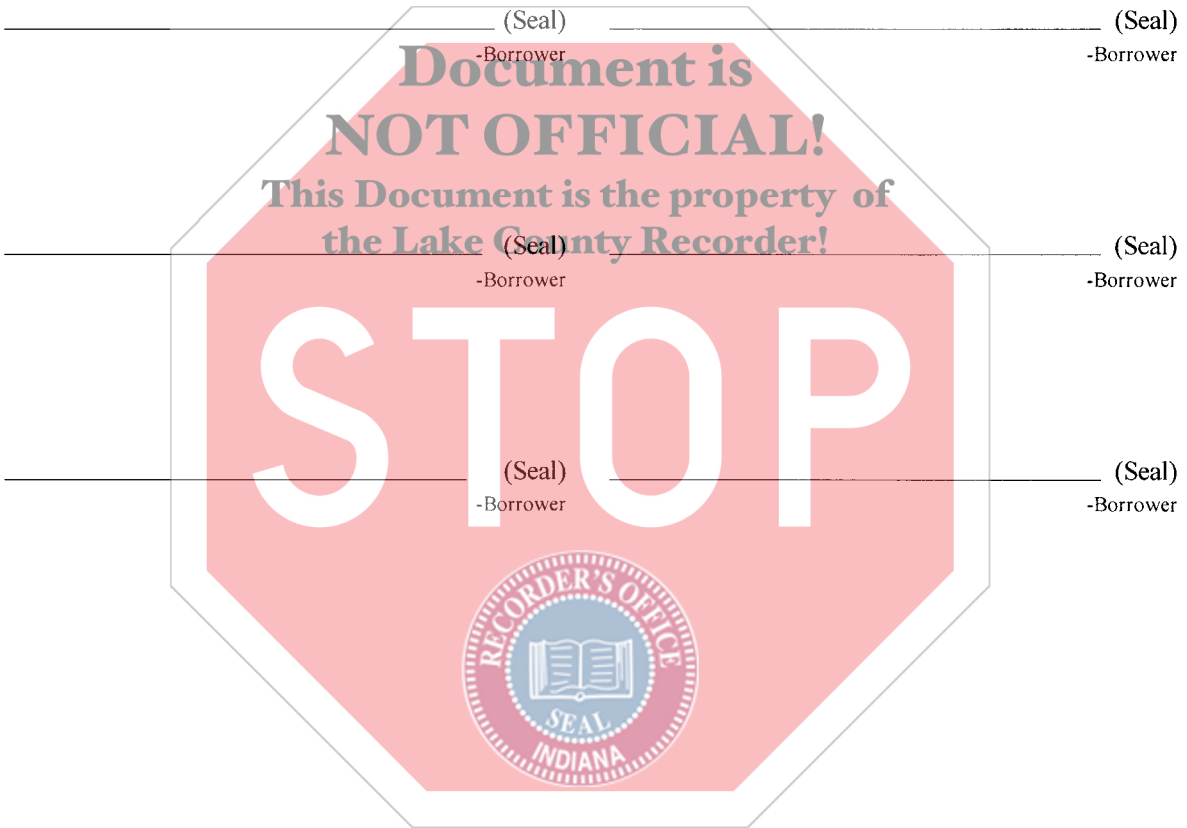 (Seal) (Seal)
-Borrower -Borrower
Document is
NOT OFFICIAL!
This Document is the property of
the Lake County Recorder!
(Seal) (Seal)
-Borrower -Borrower
STOP
(Seal) (Seal)
-Borrower -Borrower
RECORDER'S OFFICE
SEAL
INDIANA